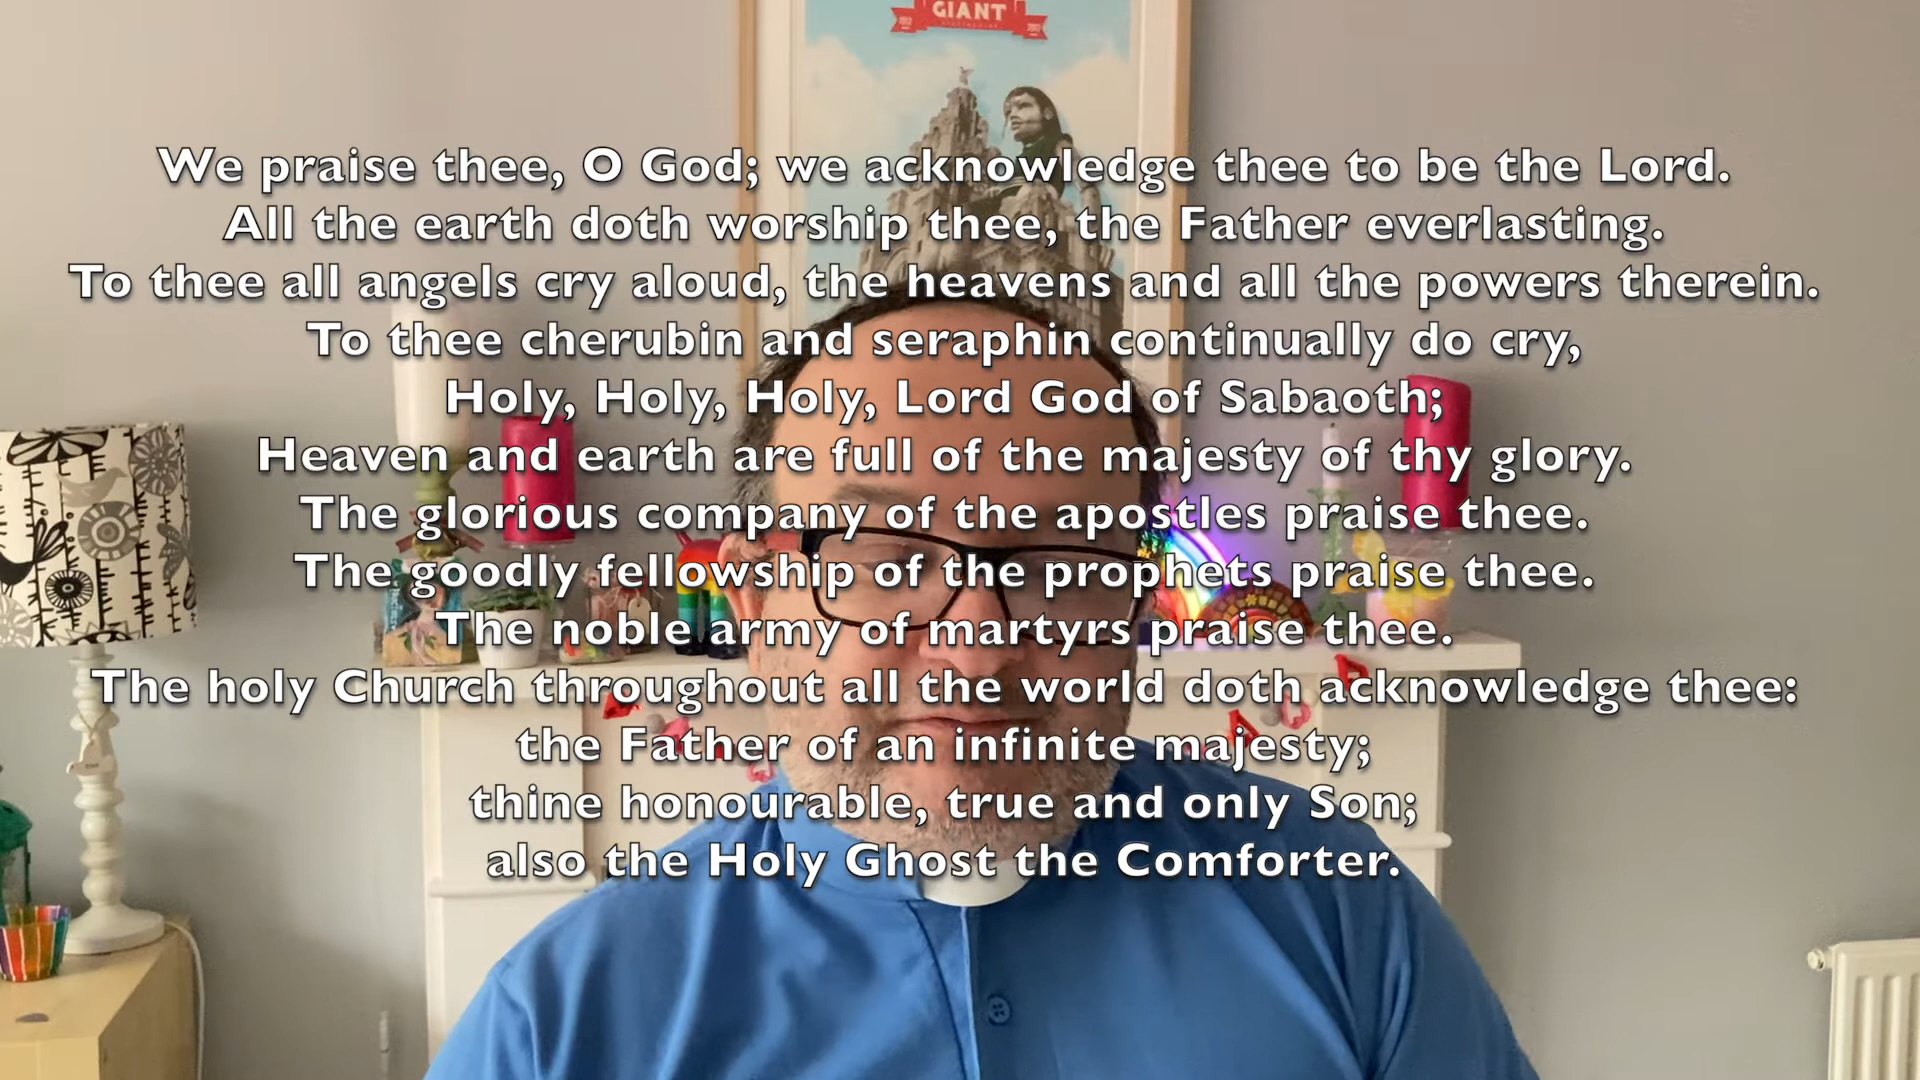 GIANT
We praise thee, O God; we acknowledge thee to be the Lord.
All the earth doth worship thee, the Father everlasting.
To thee all angels cry aloud, the heavens and all the powers therein.
To thee cherubin and seraphin continually do cry,
Holy, Holy, Holy, Lord God of Sabaoth;
Heaven and earth are full of the majesty of thy glory.
The glorious company of the apostles praise thee.
The goodly fellowship of the prophets praise thee.
The noble army of martyrs praise thee.
The holy Church throughout all the world doth acknowledge thee:
the Father of an infinite majesty;
thine honourable, true and only Son;
also the Holy Ghost the Comforter.